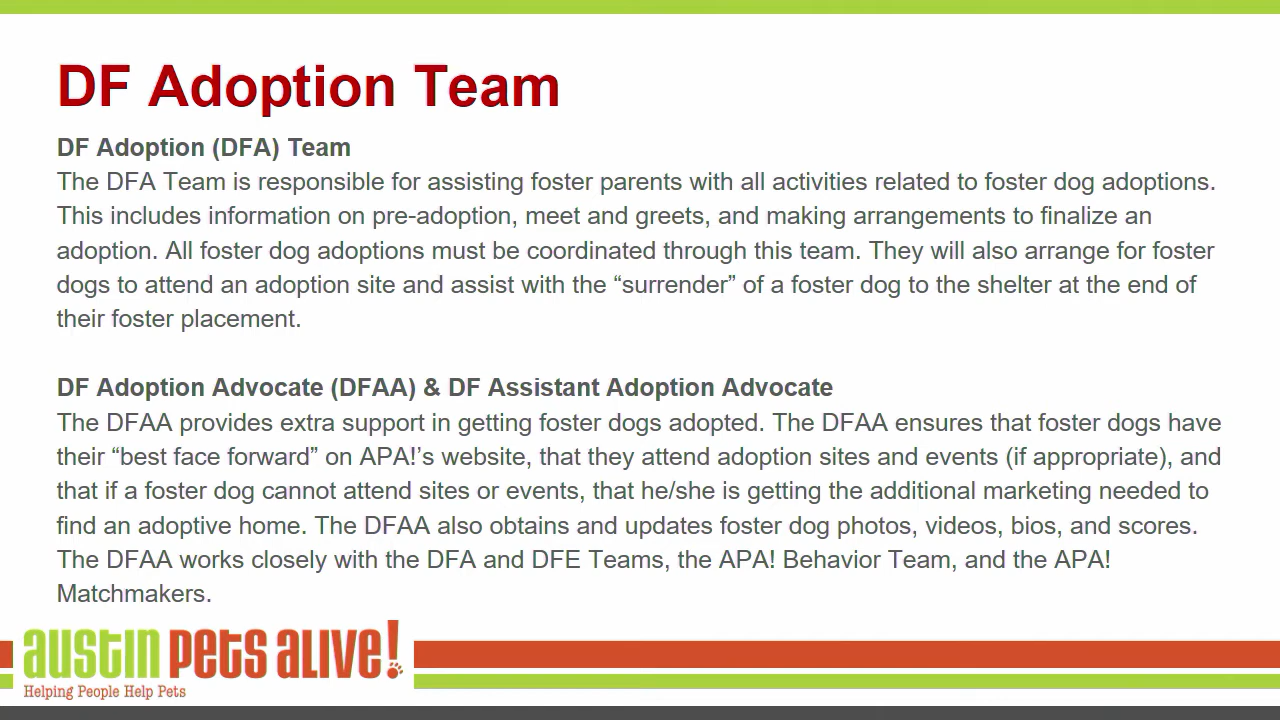 DF Adoption Team
DF Adoption (DFA) Team
The DFA Team is responsible for assisting foster parents with all activities related to foster dog adoptions.
This includes information on pre-adoption, meet and greets, and making arrangements to finalize an
adoption. All foster dog adoptions must be coordinated through this team. They will also arrange for foster
dogs to attend an adoption site and assist with the “surrender” of a foster dog to the shelter at the end of
their foster placement.
DF Adoption Advocate (DFAA) & DF Assistant Adoption Advocate
The DFAA provides extra support in getting foster dogs adopted. The DFAA ensures that foster dogs have
their “best face forward” on APA!’s website, that they attend adoption sites and events (if appropriate), and
that if a foster dog cannot attend sites or events, that he/she is getting the additional marketing needed to
find an adoptive home. The DFAA also obtains and updates foster dog photos, videos, bios, and scores.
The DFAA works closely with the DFA and DFE Teams, the APA! Behavior Team, and the APA!
Matchmakers.
austin pets alive!
Helping People Help Pets